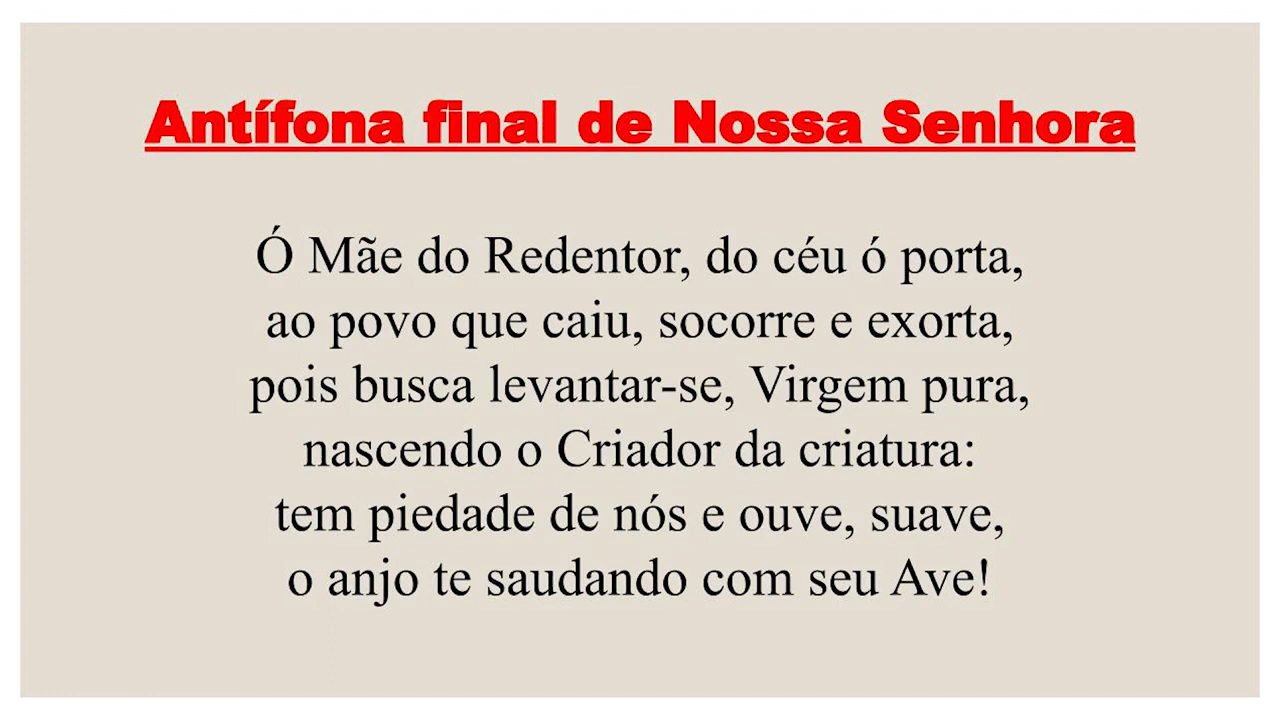 Antífona final de Nossa Senhora
Ó Mãe do Redentor, do céu ó porta,
ao povo que caiu, socorre e exorta,
pois busca levantar-se, Virgem pura,
nascendo o Criador da criatura:
tem piedade de nós e ouve, suave,
o anjo te saudando com seu Ave!